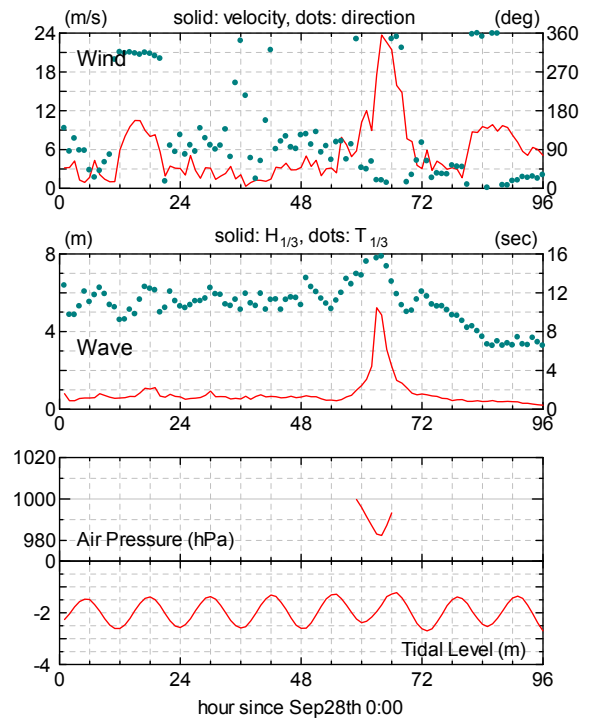 (m/s) solid: velocity, dots: direction (deg)
24 360
Wind
18 270
12 180
6 90
0 0
0 24 48 72 96
(m) solid: H1/3, dots: T1/3 (sec)
8 16
12
4 8
Wave
4
0 0
0 24 48 72 96
1020
1000
980
Air Pressure (hPa)
0
-2
Tidal Level (m)
-4
0 24 48 72 96
hour since Sep28th 0:00